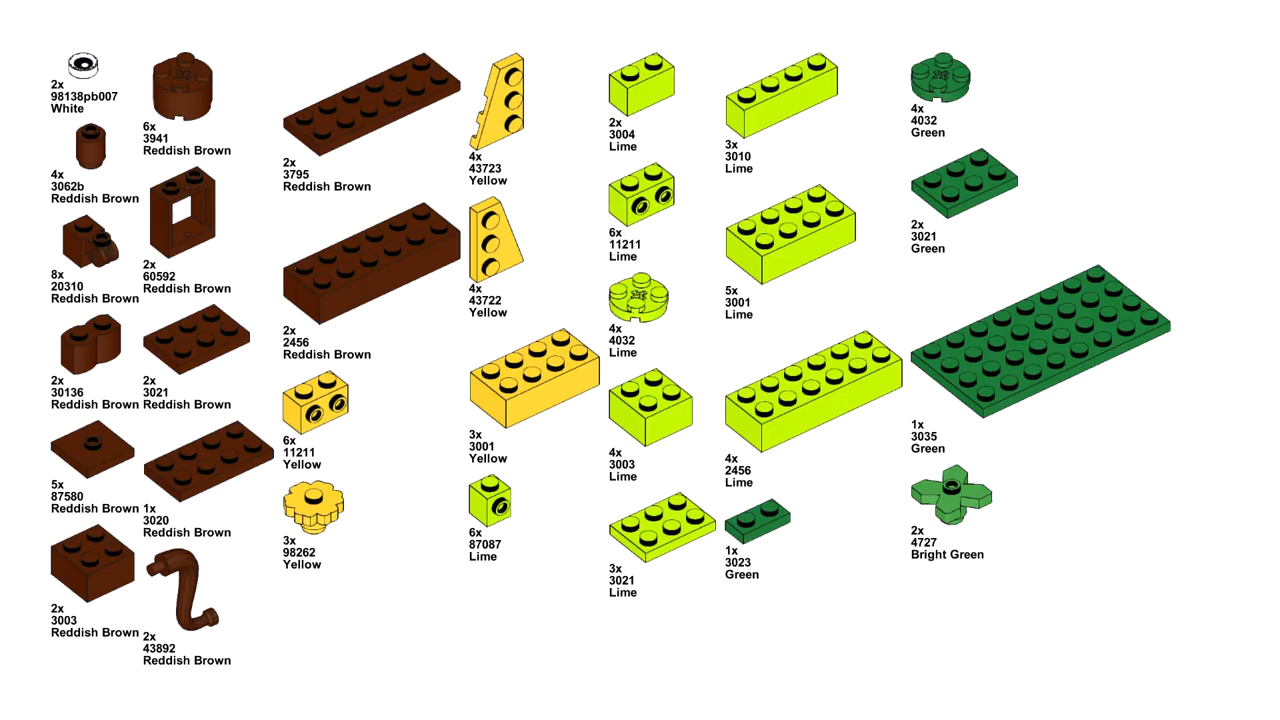 2x
98138pb007
White
4x
3062b
Reddish Brown
8x
20310
Reddish Brown
2x
30136
Reddish Brown
5x
87580
Reddish Brown
2x
3003
Reddish Brown
6x
3941
Reddish Brown
2x
60592
Reddish Brown
2x
3021
Reddish Brown
1x
3020
Reddish Brown
2x
43892
Reddish Brown
2x
3795
Reddish Brown
2x
2456
Reddish Brown
6x
11211
Yellow
3x
98262
Yellow
4x
43723
Yellow
4x
43722
Yellow
3x
3001
Yellow
6x
87087
Lime
2x
3004
Lime
6x
11211
Lime
4x
4032
Lime
4x
3003
Lime
3x
3021
Lime
3x
3010
Lime
5x
3001
Lime
4x
2456
Lime
1x
3023
Green
4x
4032
Green
2x
3021
Green
1x
3035
Green
2x
4727
Bright Green